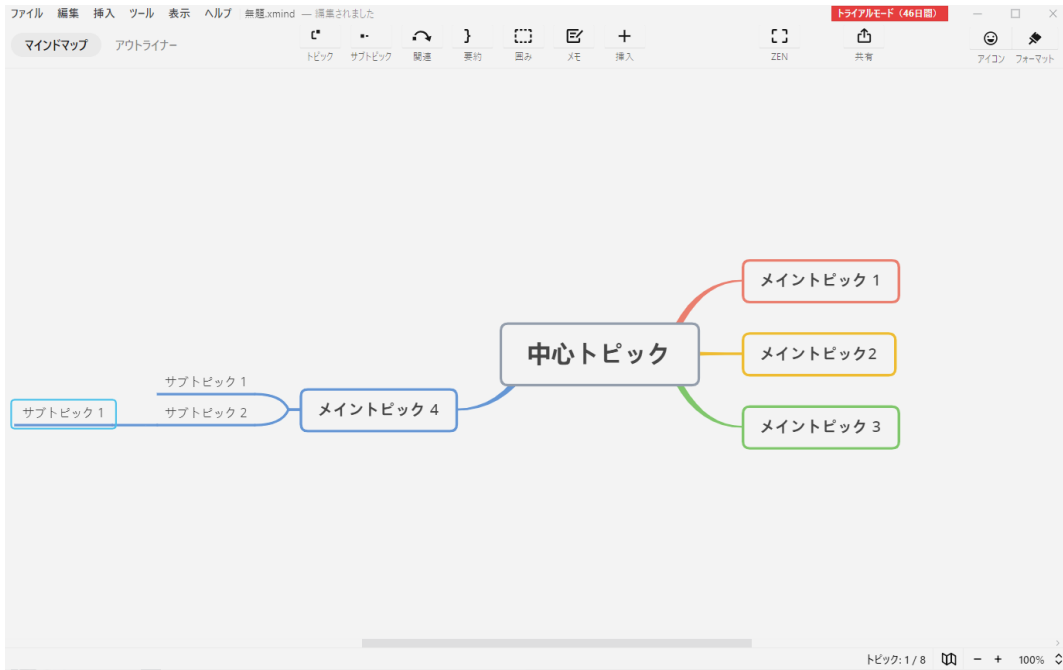 ファイル 編集 挿入 ツール 表示 ヘルプ 無題.xmind — 編集されました トライアルモード（46日間）
マインドマップ アウトライナー
トピック サブトピック 関連 要約 囲み メモ 挿入 ZEN 共有 アイコン フォーマット
メイントピック 1
中心トピック
メイントピック2
サブトピック 1
サブトピック 1
サブトピック 2
メイントピック 4
メイントピック 3
トピック: 1 / 8 100%